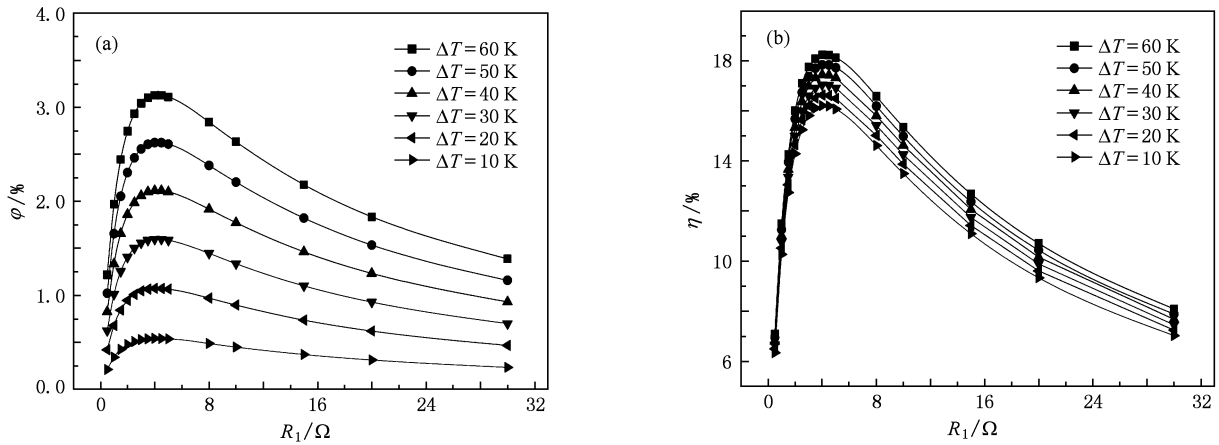 (a)
ΔT=60 K
ΔT=50 K
ΔT=40 K
ΔT=30 K
ΔT=20 K
ΔT=10 K
4.0
3.0
2.0
1.0
0.0
φ/%
0 8 16 24 32
R₁/Ω
(b)
ΔT=60 K
ΔT=50 K
ΔT=40 K
ΔT=30 K
ΔT=20 K
ΔT=10 K
18
14
10
6
η/%
0 8 16 24 32
R₁/Ω